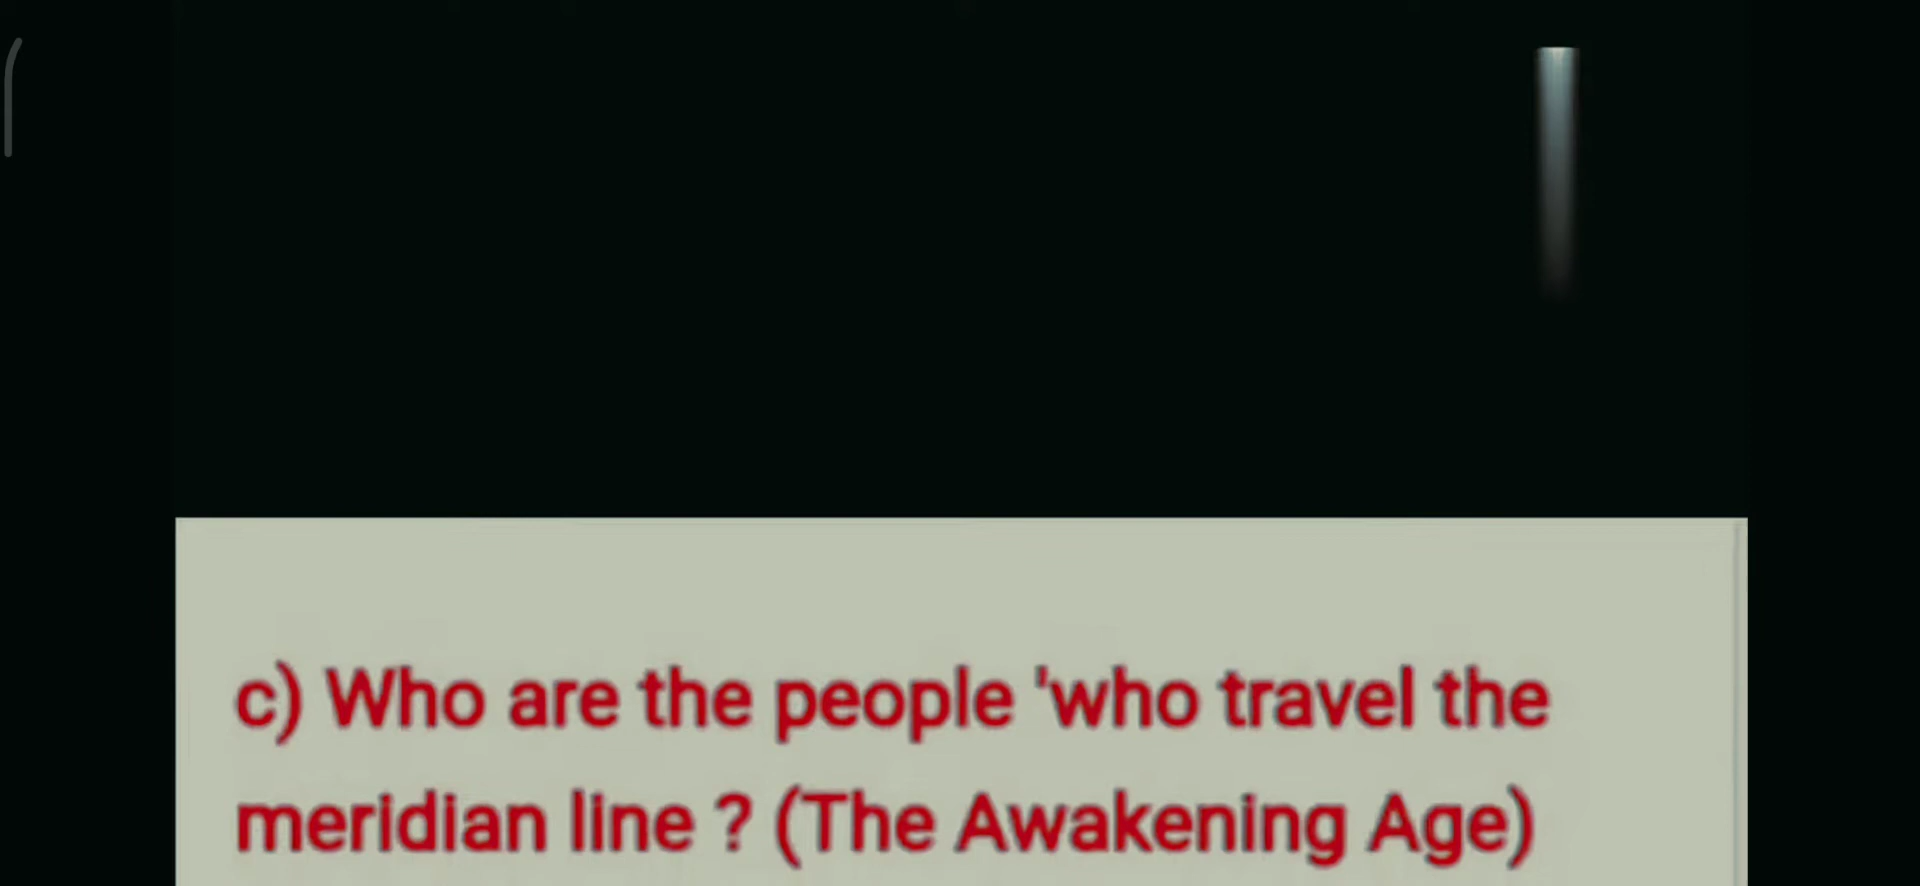 c) Who are the people 'who travel the
meridian line ? (The Awakening Age)